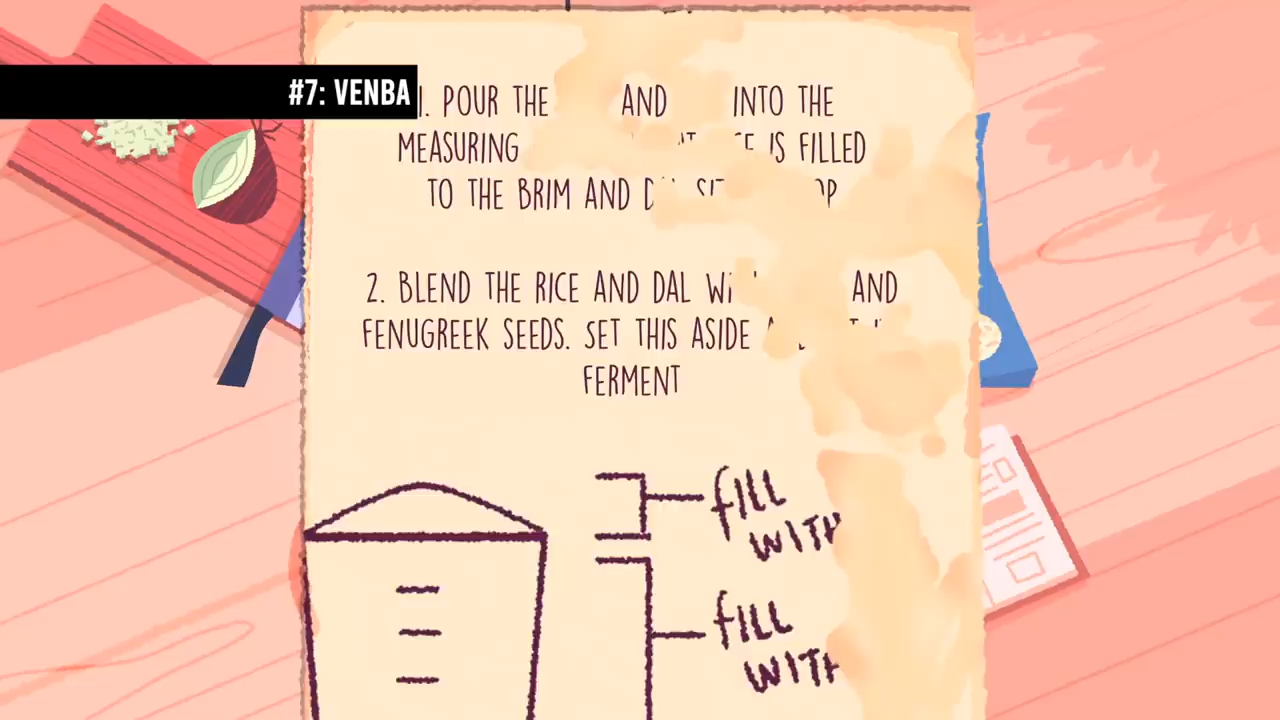 #7: VENBA
1. POUR THE AND INTO THE
MEASURING IS FILLED
TO THE BRIM AND
2. BLEND THE RICE AND DAL AND
FENUGREEK SEEDS. SET THIS ASIDE
FERMENT
fill
with
fill
with